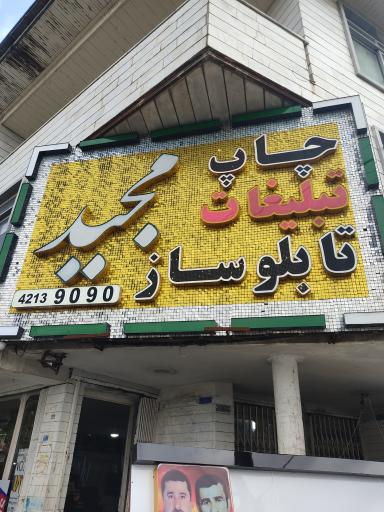 چاپ
تبلیغات
تابلوساز
مجید
4213 9090